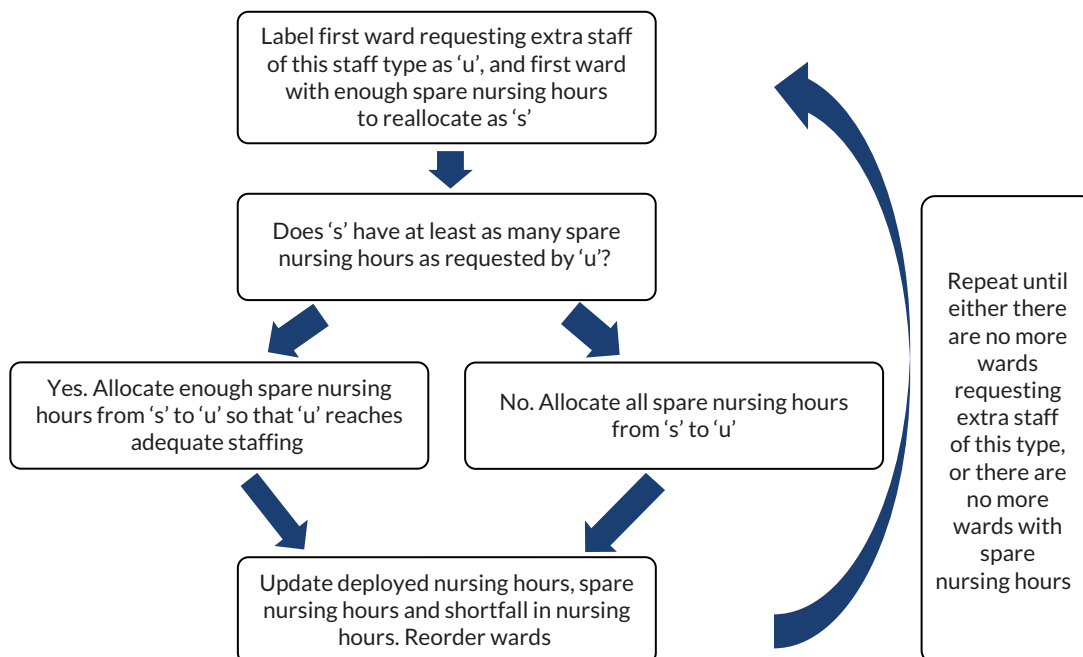 Label first ward requesting extra staff
of this staff type as ‘u’, and first ward
with enough spare nursing hours
to reallocate as ‘s’
Does ‘s’ have at least as many spare
nursing hours as requested by ‘u’?
Yes. Allocate enough spare nursing
hours from ‘s’ to ‘u’ so that ‘u’ reaches
adequate staffing
No. Allocate all spare nursing hours
from ‘s’ to ‘u’
Update deployed nursing hours, spare
nursing hours and shortfall in nursing
hours. Reorder wards
Repeat until
either there
are no more
wards
requesting
extra staff
of this type,
or there are
no more
wards with
spare
nursing hours